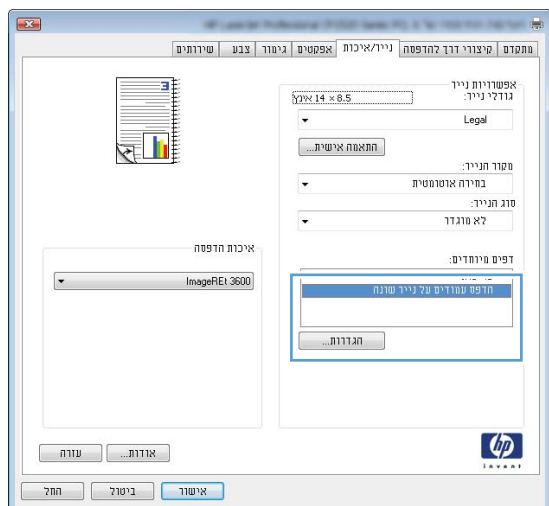 מתקדם קיצורי דרך להדפסה נייר/איכות אפקטים גימור צבע שירותים
אפשרויות נייר
גודלי נייר: 8.5 × 14 אינץ
Legal
התאמה אישית...
מקור הנייר:
בחירה אוטומטית
סוג הנייר:
לא מוגדר
דפים מיוחדים:
הדפס עמודים על נייר שונה
הגדרות...
איכות הדפסה
ImageREt 3600
hp
invent
אודות... עזרה
אישור ביטול החל